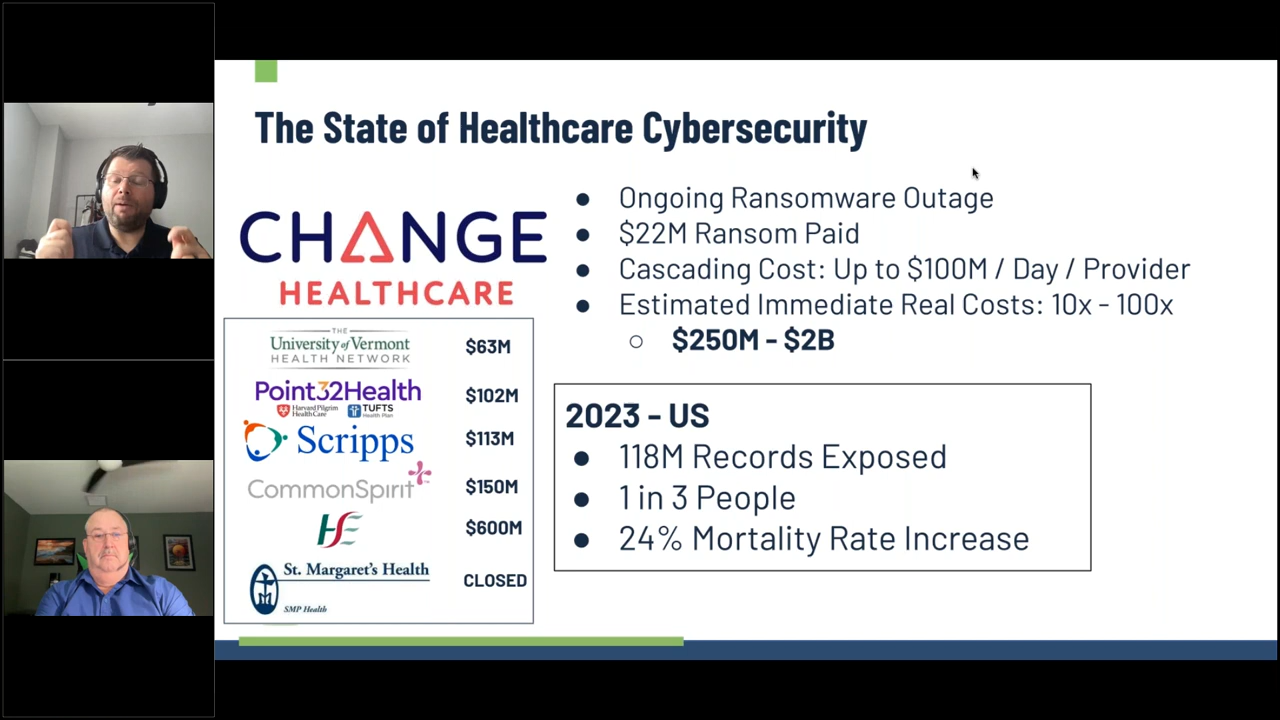 The State of Healthcare Cybersecurity
CHANGE
HEALTHCARE
● Ongoing Ransomware Outage
● $22M Ransom Paid
● Cascading Cost: Up to $100M / Day / Provider
● Estimated Immediate Real Costs: 10x - 100x
○ $250M - $2B
THE
University of Vermont
HEALTH NETWORK
$63M
Point32Health
Harvard Pilgrim
HealthCare
TUFTS
Health Plan
$102M
Scripps
$113M
CommonSpirit
$150M
HSE
$600M
St. Margaret's Health
SMP Health
CLOSED
2023 - US
● 118M Records Exposed
● 1 in 3 People
● 24% Mortality Rate Increase